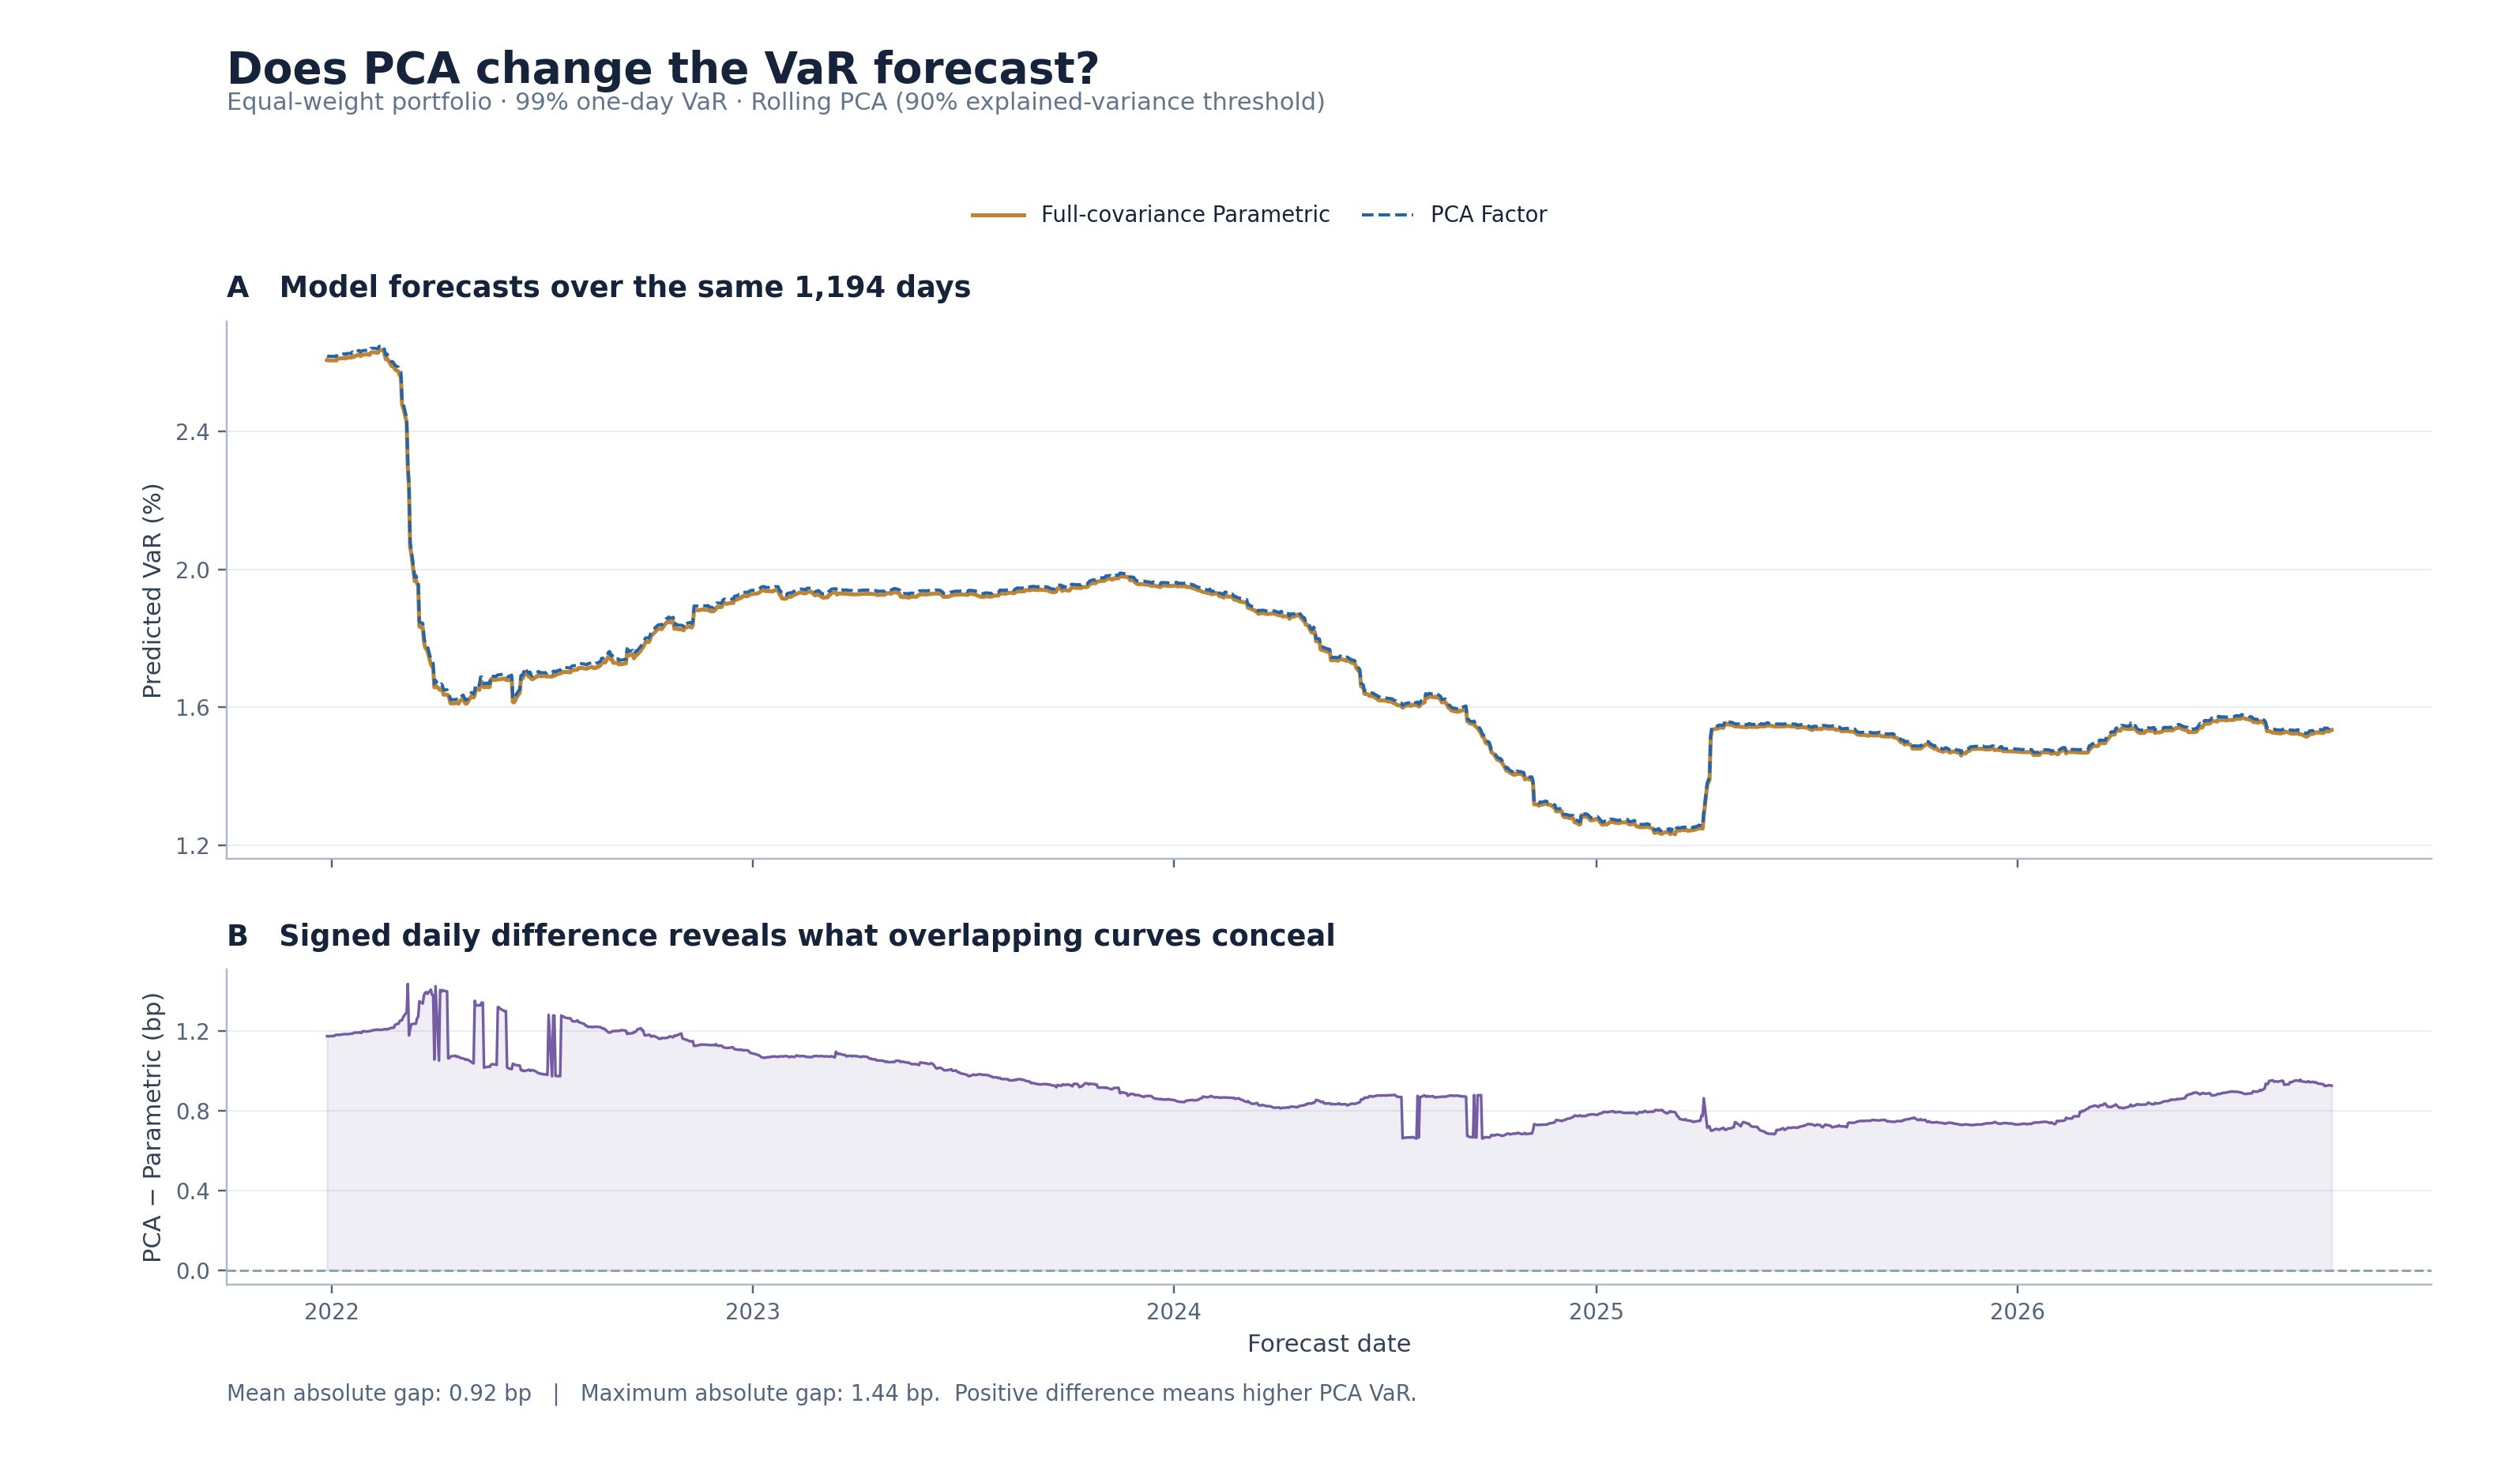 Does PCA change the VaR forecast?
Equal-weight portfolio · 99% one-day VaR · Rolling PCA (90% explained-variance threshold)
Full-covariance Parametric PCA Factor
A Model forecasts over the same 1,194 days
Predicted VaR (%)
2.4
2.0
1.6
1.2
B Signed daily difference reveals what overlapping curves conceal
PCA − Parametric (bp)
1.2
0.8
0.4
0.0
2022 2023 2024 2025 2026
Forecast date
Mean absolute gap: 0.92 bp | Maximum absolute gap: 1.44 bp. Positive difference means higher PCA VaR.